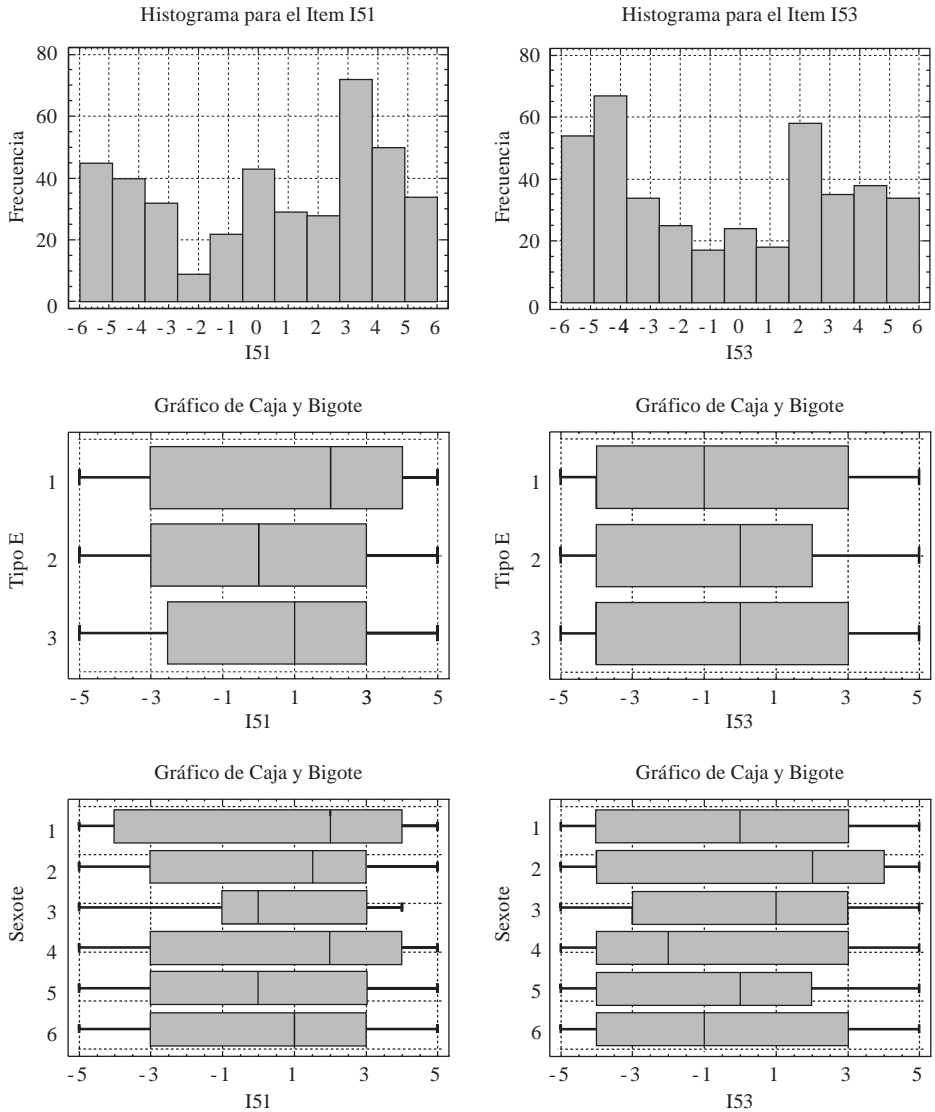 Histograma para el Item I51
Histograma para el Item I53
80
60
40
20
0
Frecuencia
-6 -5 -4 -3 -2 -1 0 1 2 3 4 5 6
I51
80
60
40
20
0
Frecuencia
-6 -5 -4 -3 -2 -1 0 1 2 3 4 5 6
I53
Gráfico de Caja y Bigote
Gráfico de Caja y Bigote
1
2
3
Tipo E
-5 -3 -1 1 3 5
I51
1
2
3
Tipo E
-5 -3 -1 1 3 5
I53
Gráfico de Caja y Bigote
Gráfico de Caja y Bigote
1
2
3
4
5
6
Sexote
-5 -3 -1 1 3 5
I51
1
2
3
4
5
6
Sexote
-5 -3 -1 1 3 5
I53